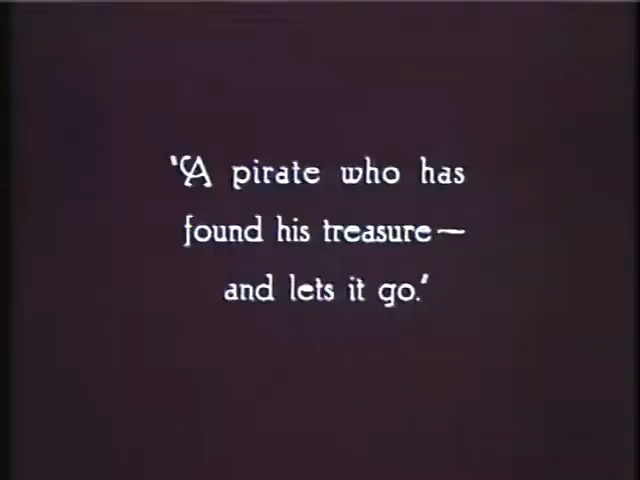 "A pirate who has
found his treasure—
and lets it go."